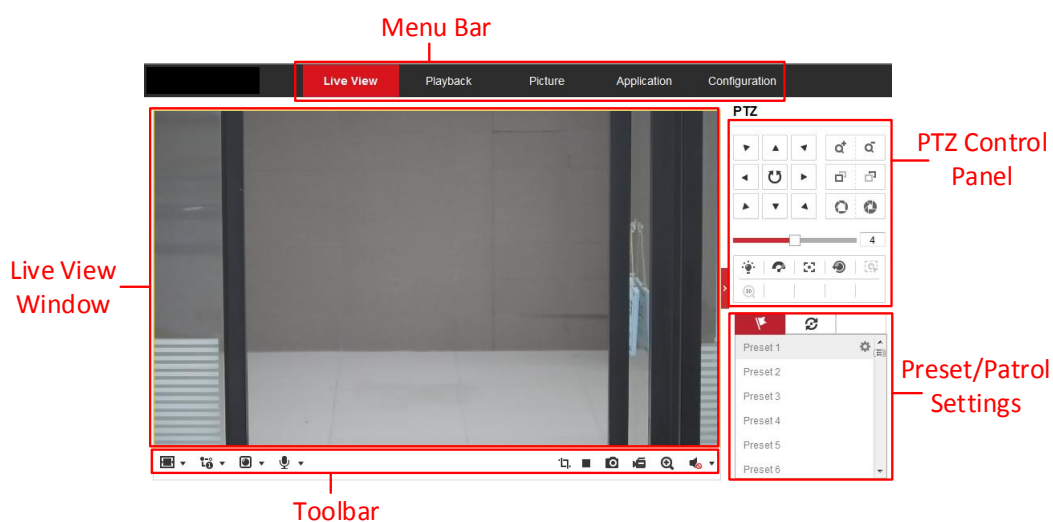 Menu Bar
Live View
Playback
Picture
Application
Configuration
PTZ
PTZ Control
Panel
4
3D
Live View
Window
Preset 1
Preset 2
Preset 3
Preset 4
Preset 5
Preset 6
Preset/Patrol
Settings
Toolbar